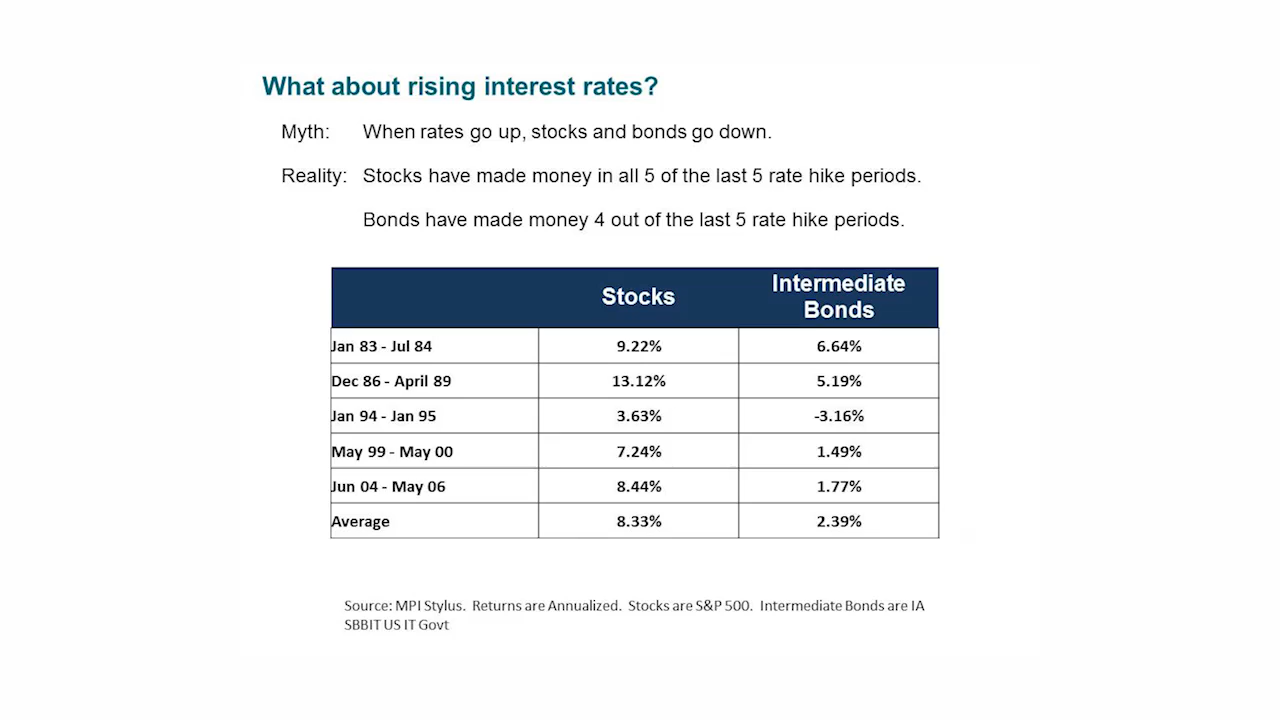 What about rising interest rates?
Myth: When rates go up, stocks and bonds go down.
Reality: Stocks have made money in all 5 of the last 5 rate hike periods.
Bonds have made money 4 out of the last 5 rate hike periods.
Stocks Intermediate Bonds
Jan 83 - Jul 84 9.22% 6.64%
Dec 86 - April 89 13.12% 5.19%
Jan 94 - Jan 95 3.63% -3.16%
May 99 - May 00 7.24% 1.49%
Jun 04 - May 06 8.44% 1.77%
Average 8.33% 2.39%
Source: MPI Stylus. Returns are Annualized. Stocks are S&P 500. Intermediate Bonds are IA
SBBIT US IT Govt